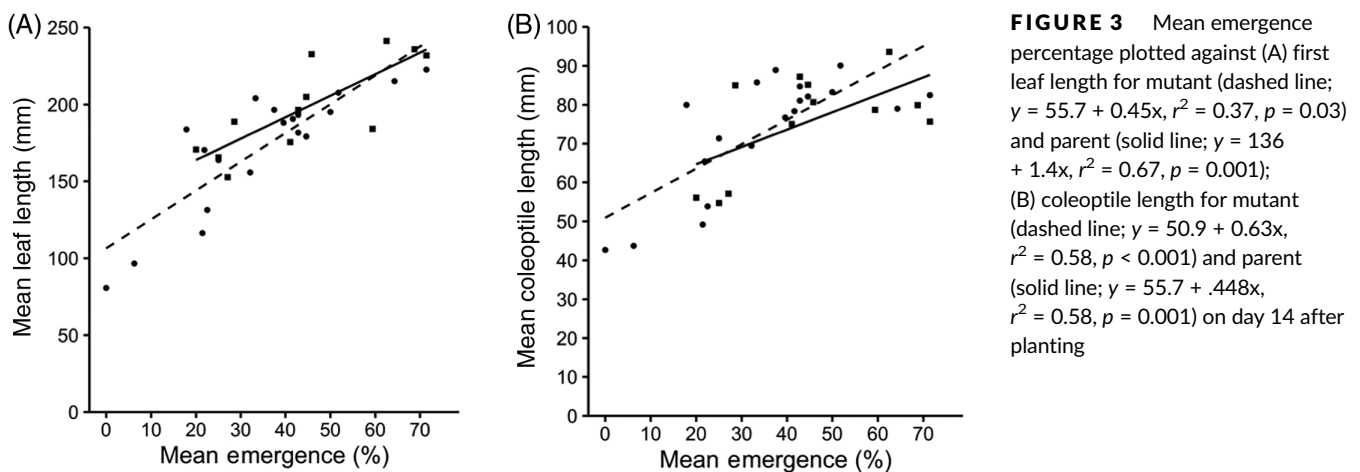 (A)
250
200
150
100
50
0
Mean leaf length (mm)
0 10 20 30 40 50 60 70
Mean emergence (%)
(B)
100
90
80
70
60
50
40
30
20
10
0
Mean coleoptile length (mm)
0 10 20 30 40 50 60 70
Mean emergence (%)
FIGURE 3 Mean emergence
percentage plotted against (A) first
leaf length for mutant (dashed line;
y = 55.7 + 0.45x, r² = 0.37, p = 0.03)
and parent (solid line; y = 136
+ 1.4x, r² = 0.67, p = 0.001);
(B) coleoptile length for mutant
(dashed line; y = 50.9 + 0.63x,
r² = 0.58, p < 0.001) and parent
(solid line; y = 55.7 + .448x,
r² = 0.58, p = 0.001) on day 14 after
planting